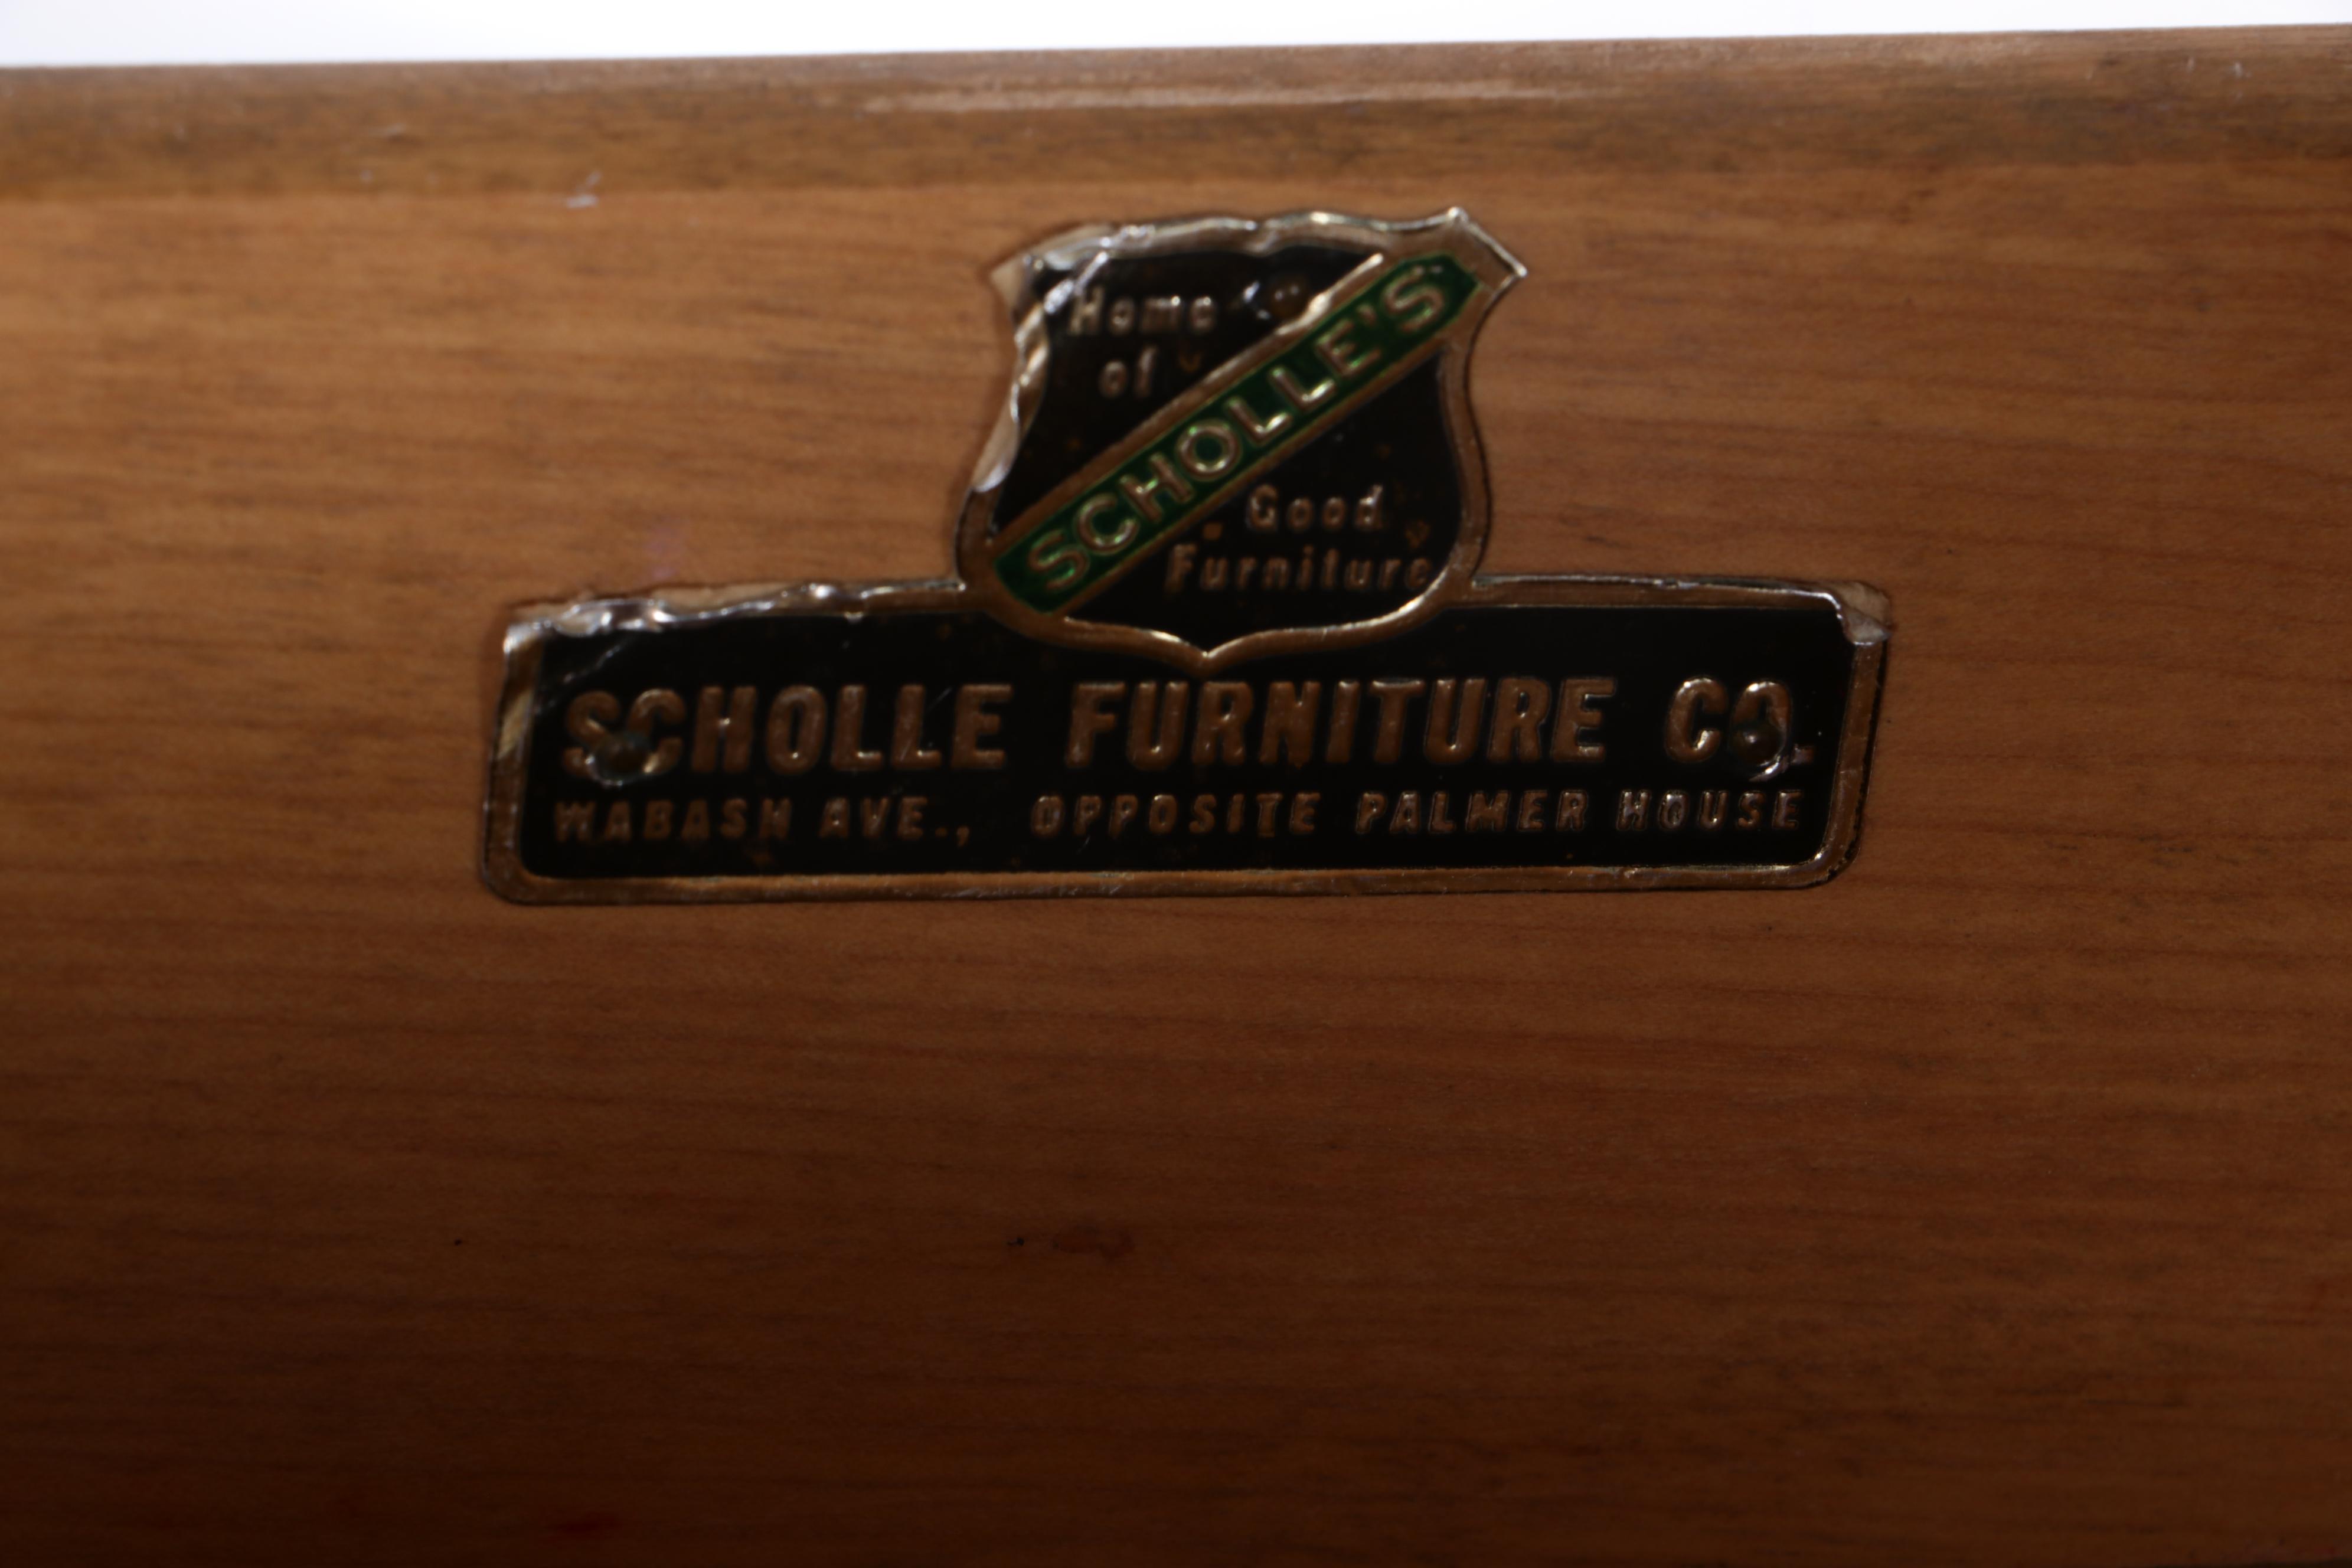 Home
of
SCHOLLE'S
Good
Furniture
SCHOLLE FURNITURE CO.
WABASH AVE., OPPOSITE PALMER HOUSE